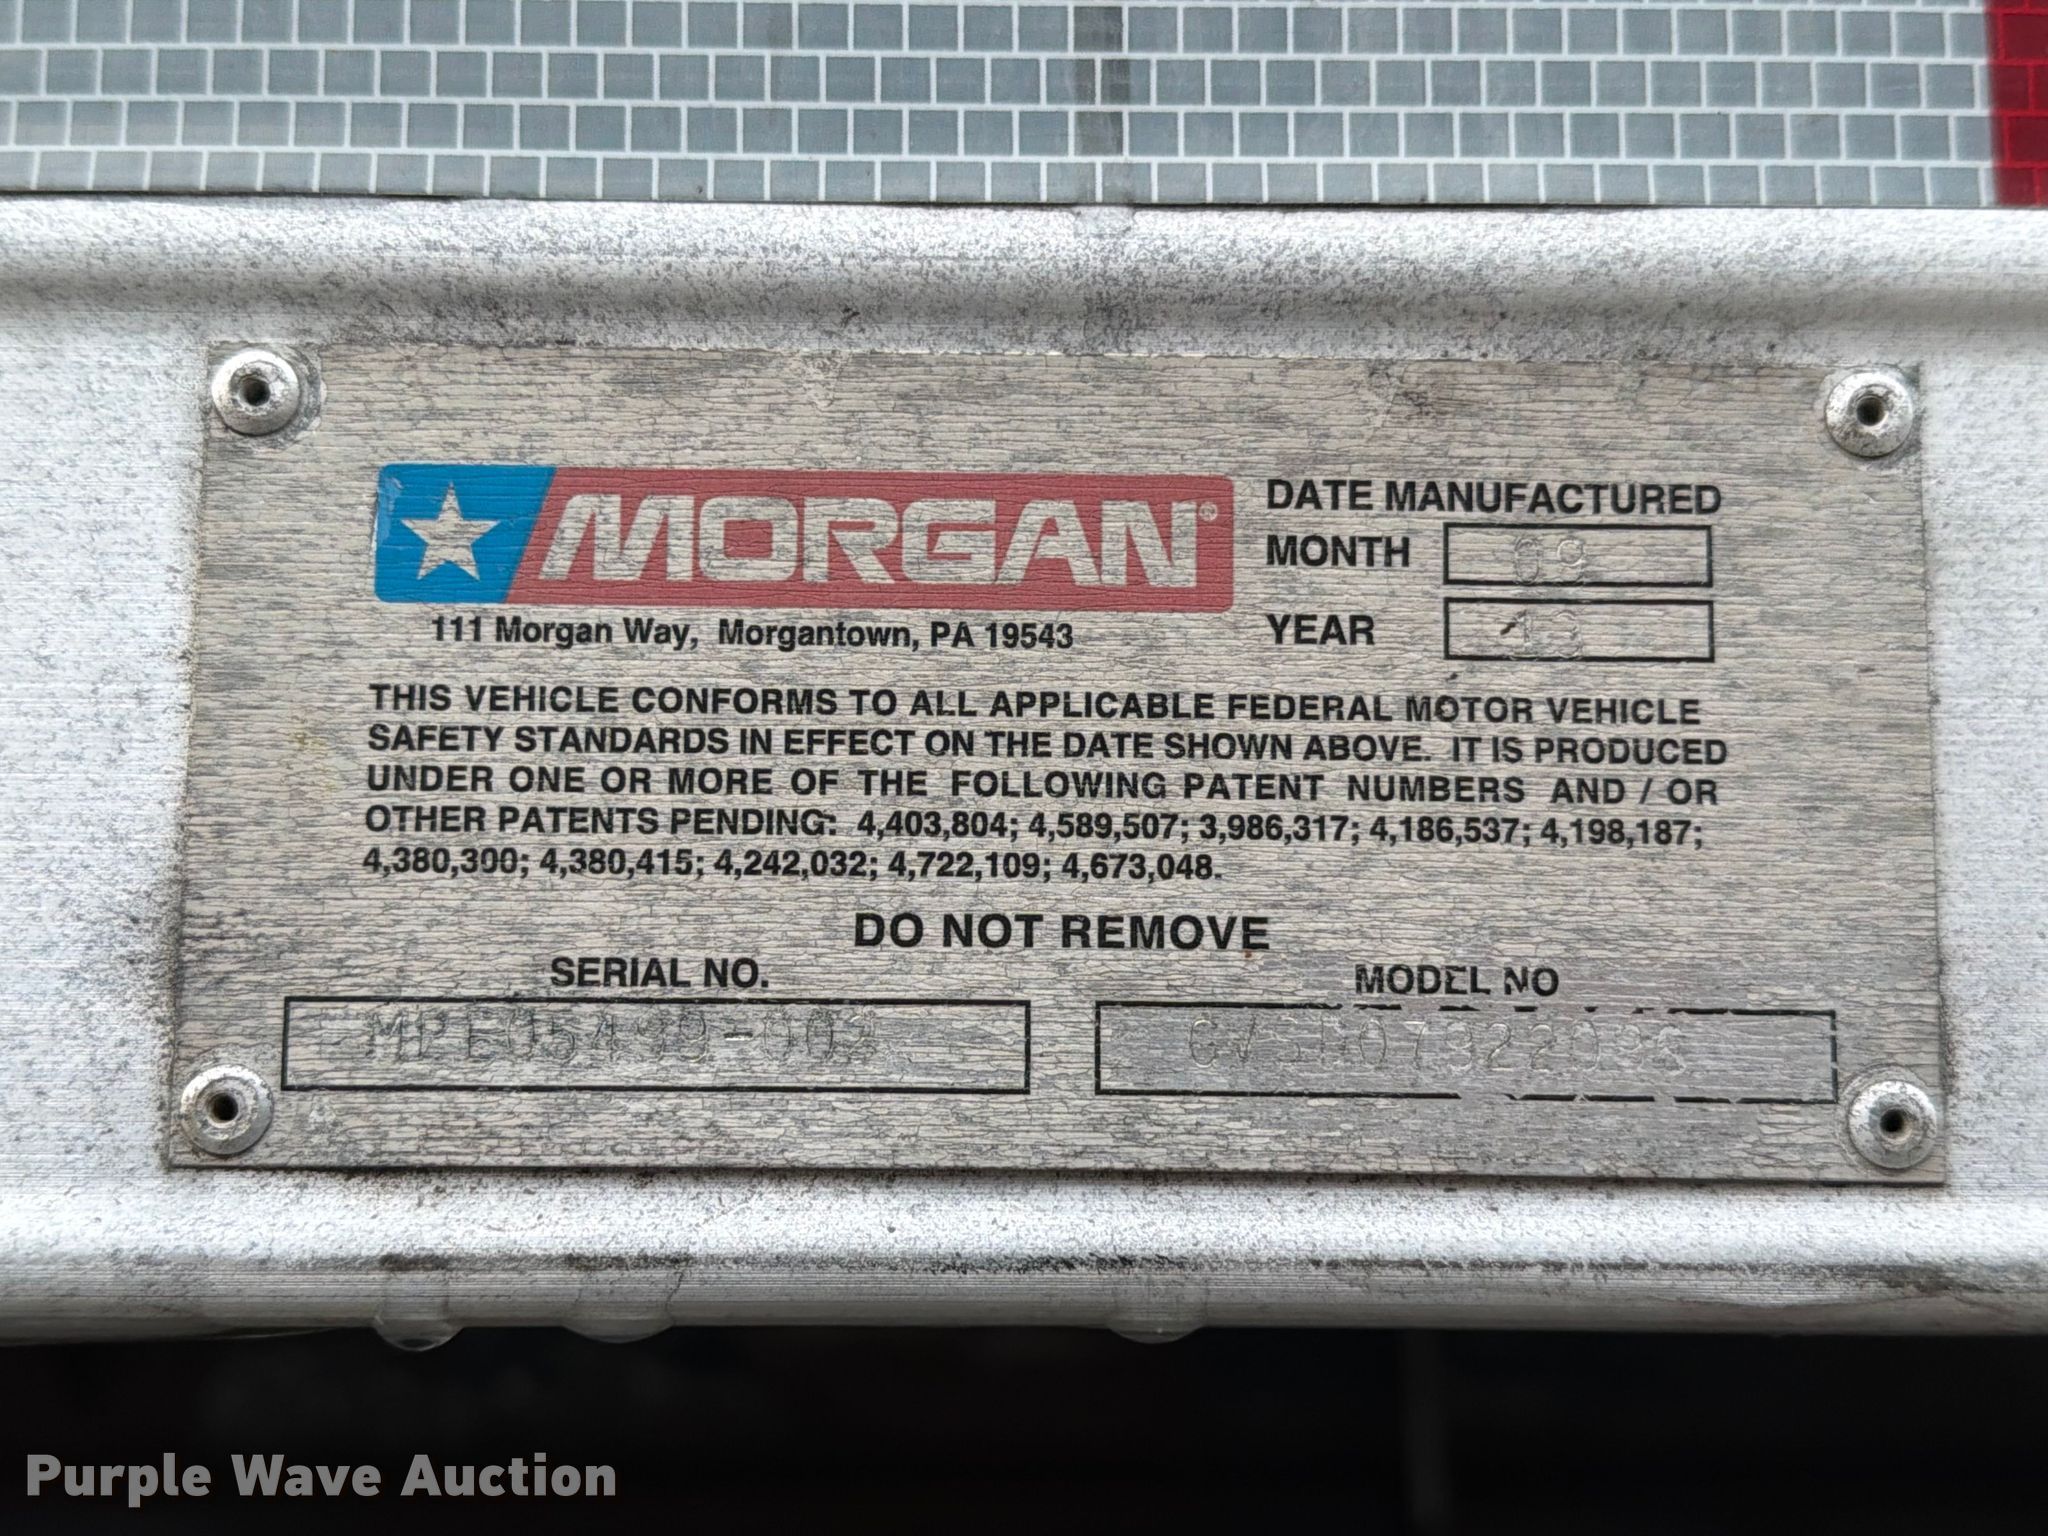 MORGAN®
111 Morgan Way, Morgantown, PA 19543
DATE MANUFACTURED
MONTH 09
YEAR 13
THIS VEHICLE CONFORMS TO ALL APPLICABLE FEDERAL MOTOR VEHICLE
SAFETY STANDARDS IN EFFECT ON THE DATE SHOWN ABOVE. IT IS PRODUCED
UNDER ONE OR MORE OF THE FOLLOWING PATENT NUMBERS AND / OR
OTHER PATENTS PENDING: 4,403,804; 4,589,507; 3,986,317; 4,186,537; 4,198,187;
4,380,300; 4,380,415; 4,242,032; 4,722,109; 4,673,048.
DO NOT REMOVE
SERIAL NO.
MODEL NO
Purple Wave Auction